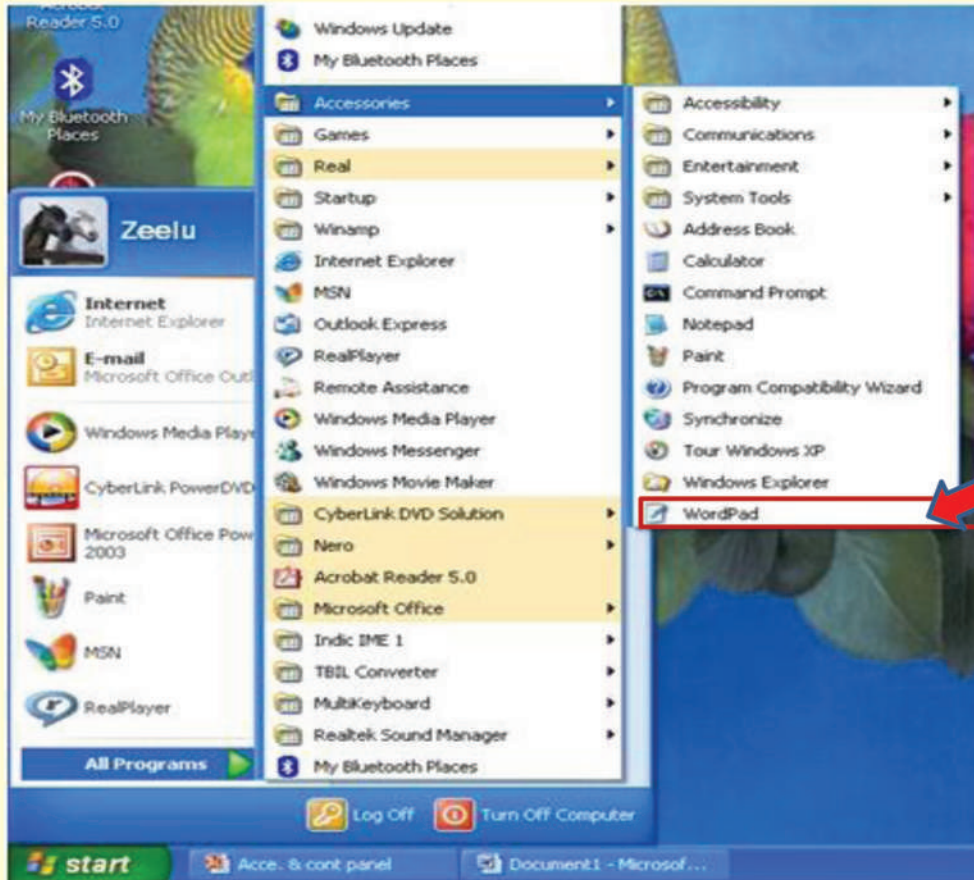 Acrobat
Reader 5.0
My Bluetooth
Places
Zeelu
Internet
Internet Explorer
E-mail
Microsoft Office Outl
Windows Media Playe
CyberLink PowerDVD
Microsoft Office Pow
2003
Paint
MSN
RealPlayer
All Programs
Windows Update
My Bluetooth Places
Accessories
Games
Real
Startup
Winamp
Internet Explorer
MSN
Outlook Express
RealPlayer
Remote Assistance
Windows Media Player
Windows Messenger
Windows Movie Maker
CyberLink DVD Solution
Nero
Acrobat Reader 5.0
Microsoft Office
Indic IME 1
TBIL Converter
MultiKeyboard
Realtek Sound Manager
My Bluetooth Places
Accessibility
Communications
Entertainment
System Tools
Address Book
Calculator
Command Prompt
Notepad
Paint
Program Compatibility Wizard
Synchronize
Tour Windows XP
Windows Explorer
WordPad
Log Off
Turn Off Computer
start
Acce. & cont panel
Document1 - Microsof...